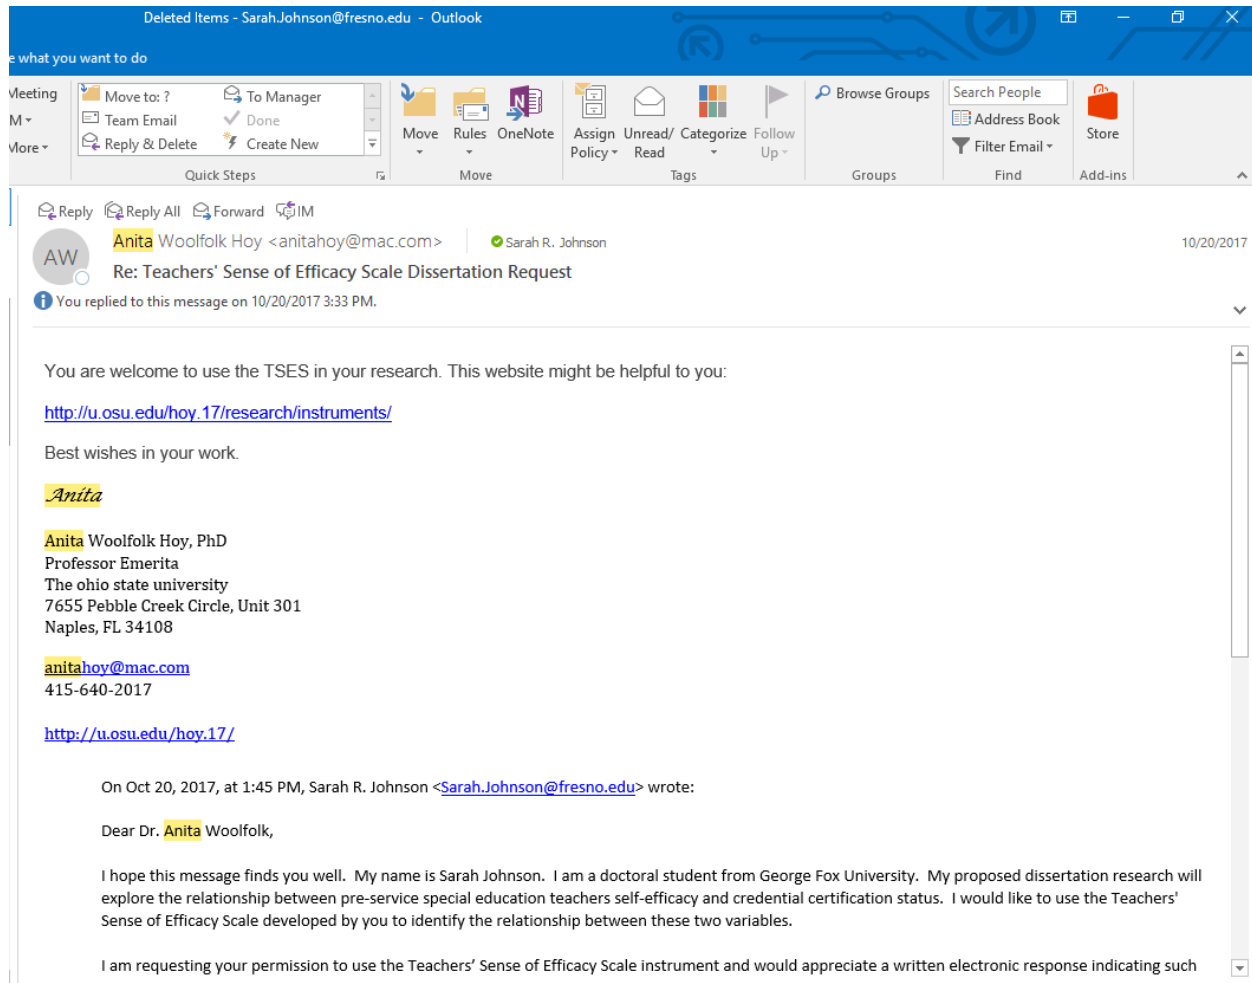 Deleted Items - Sarah.Johnson@fresno.edu - Outlook
e what you want to do
Meeting
M
More
Move to: ?
Team Email
Reply & Delete
To Manager
Done
Create New
Quick Steps
Move
Rules
OneNote
Move
Assign Policy
Unread/ Read
Categorize
Follow Up
Tags
Browse Groups
Groups
Search People
Address Book
Filter Email
Find
Store
Add-ins
Reply Reply All Forward IM
AW
Anita Woolfolk Hoy <anitahoy@mac.com> Sarah R. Johnson 10/20/2017
Re: Teachers' Sense of Efficacy Scale Dissertation Request
You replied to this message on 10/20/2017 3:33 PM.
You are welcome to use the TSES in your research. This website might be helpful to you:
http://u.osu.edu/hoy.17/research/instruments/
Best wishes in your work.
Anita
Anita Woolfolk Hoy, PhD
Professor Emerita
The ohio state university
7655 Pebble Creek Circle, Unit 301
Naples, FL 34108
anitahoy@mac.com
415-640-2017
http://u.osu.edu/hoy.17/
On Oct 20, 2017, at 1:45 PM, Sarah R. Johnson <Sarah.Johnson@fresno.edu> wrote:
Dear Dr. Anita Woolfolk,
I hope this message finds you well. My name is Sarah Johnson. I am a doctoral student from George Fox University. My proposed dissertation research will
explore the relationship between pre-service special education teachers self-efficacy and credential certification status. I would like to use the Teachers'
Sense of Efficacy Scale developed by you to identify the relationship between these two variables.
I am requesting your permission to use the Teachers' Sense of Efficacy Scale instrument and would appreciate a written electronic response indicating such